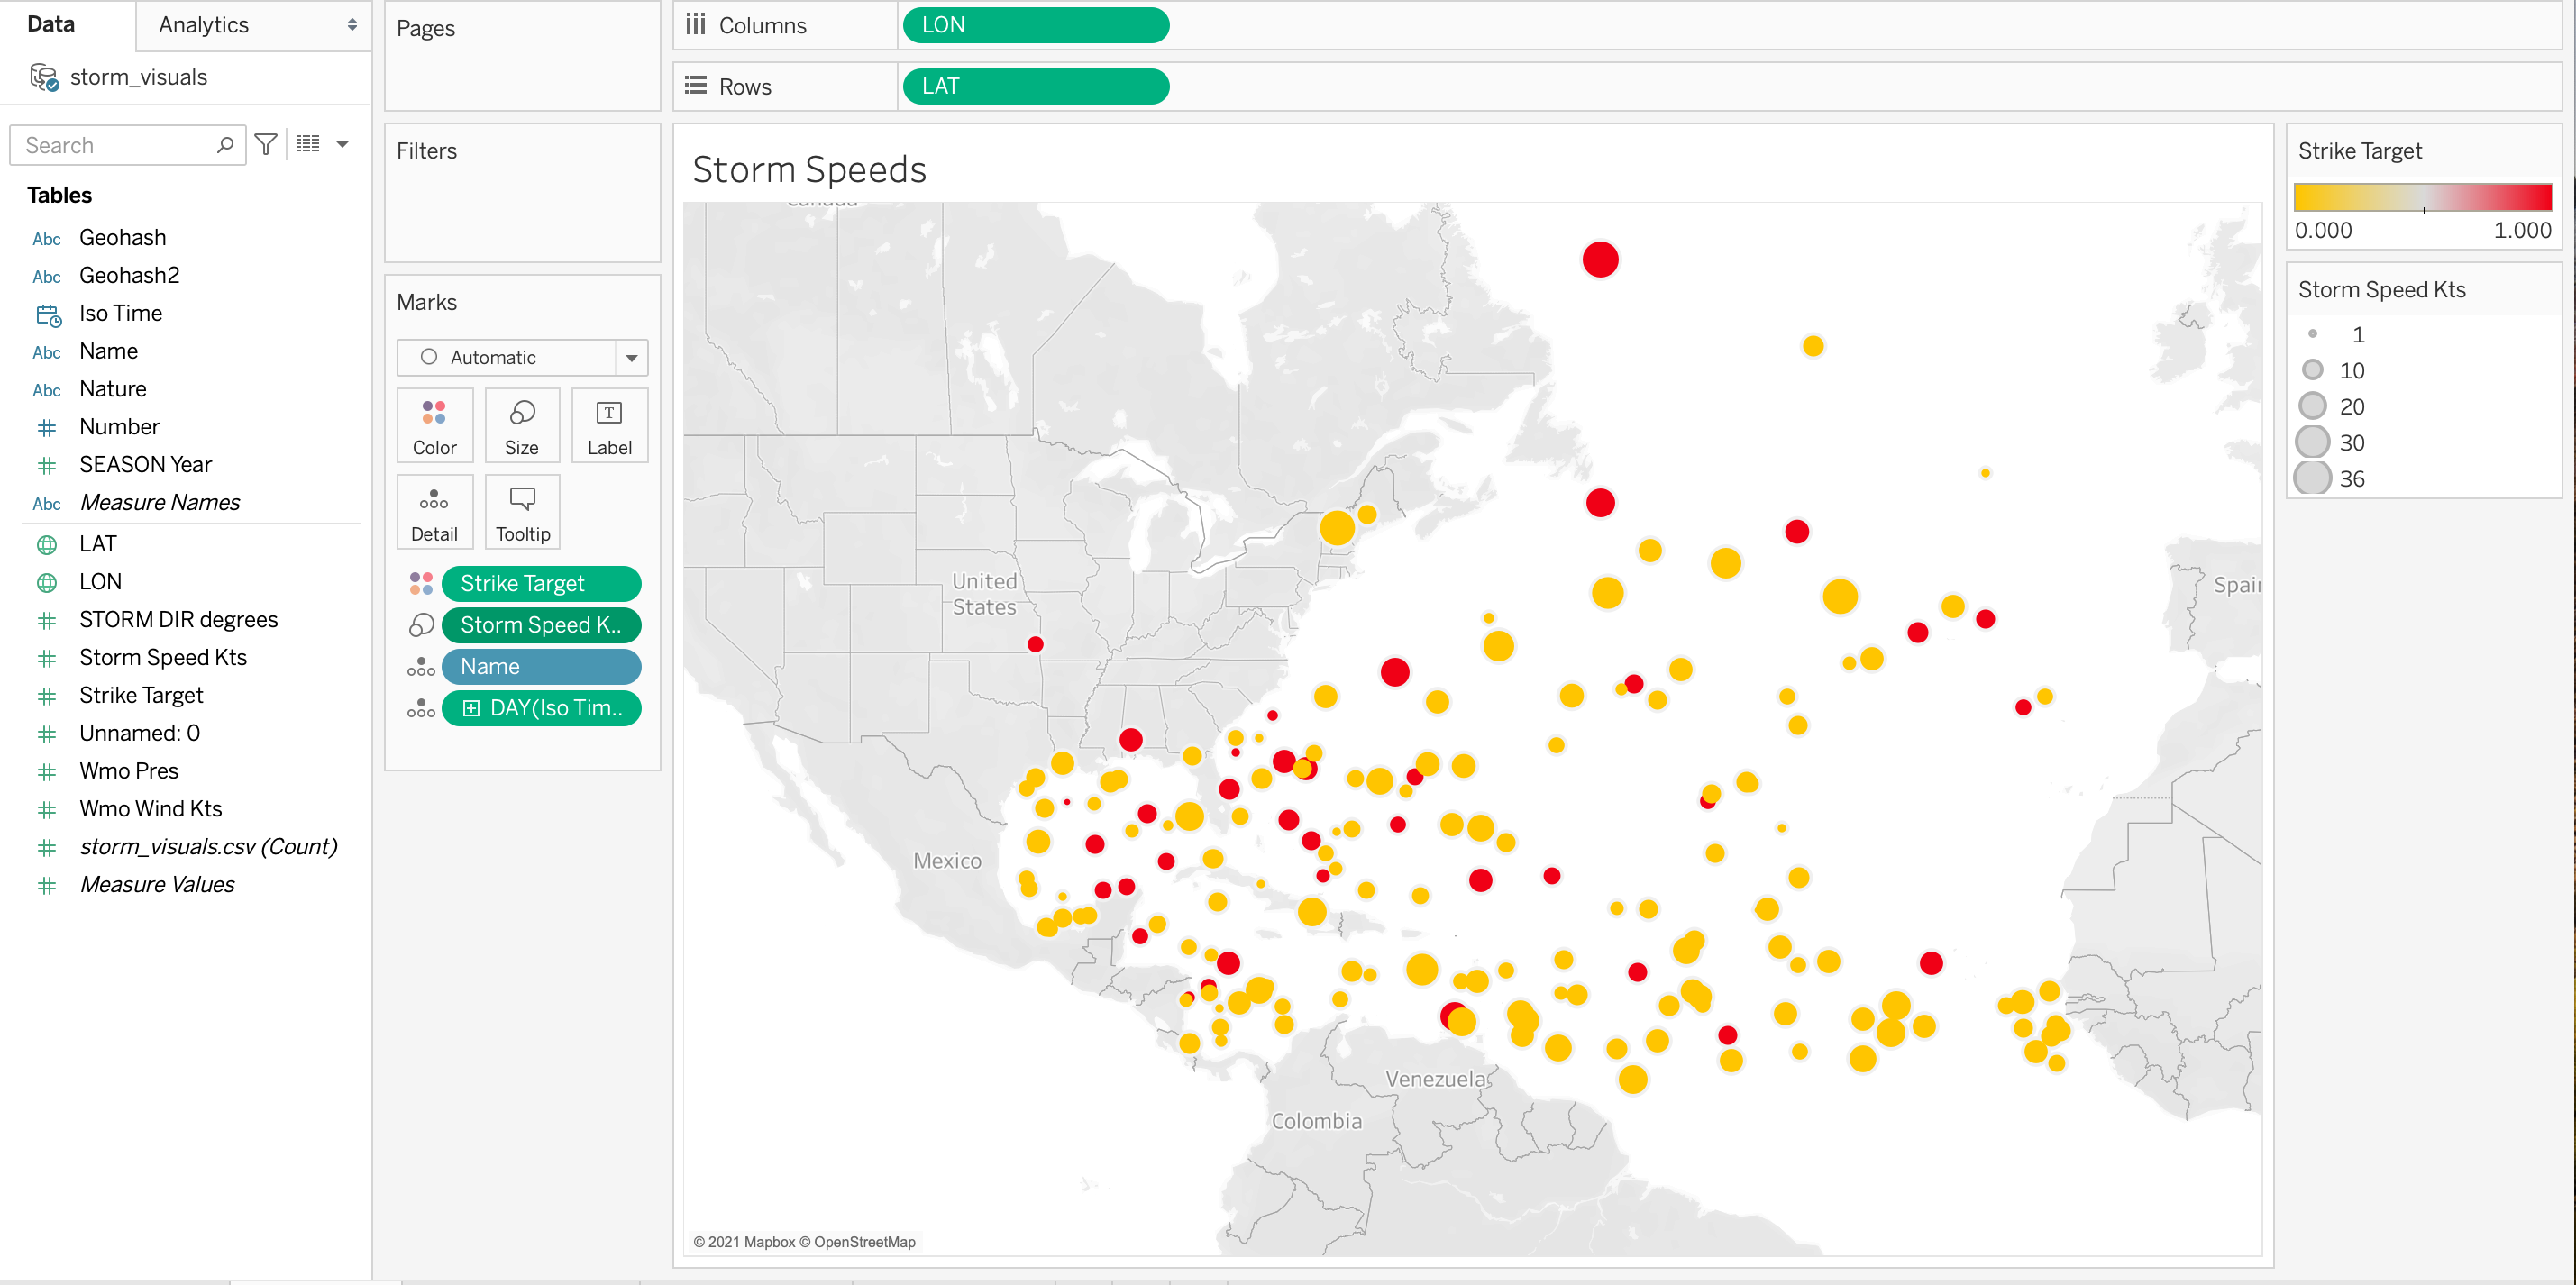 Data
Analytics
storm_visuals
Search
Tables
Abc Geohash
Abc Geohash2
Iso Time
Abc Name
Abc Nature
# Number
# SEASON Year
Abc Measure Names
LAT
LON
# STORM DIR degrees
# Storm Speed Kts
# Strike Target
# Unnamed: 0
# Wmo Pres
# Wmo Wind Kts
# storm_visuals.csv (Count)
# Measure Values
Pages
Filters
Marks
Automatic
Color
Size
T
Label
Detail
Tooltip
Strike Target
Storm Speed K..
Name
DAY(Iso Tim..
Columns
LON
Rows
LAT
Storm Speeds
Canada
United
States
Mexico
Venezuela
Colombia
Spain
© 2021 Mapbox © OpenStreetMap
Strike Target
0.000 1.000
Storm Speed Kts
1
10
20
30
36